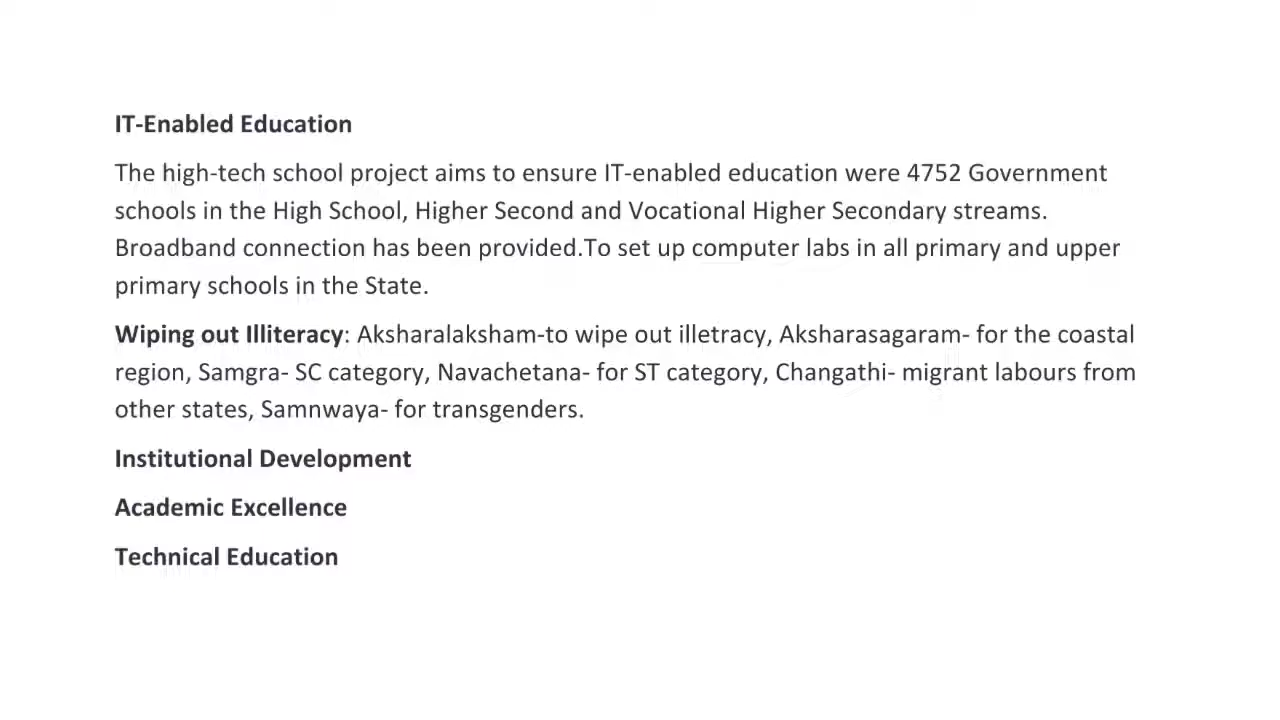 IT-Enabled Education
The high-tech school project aims to ensure IT-enabled education were 4752 Government
schools in the High School, Higher Second and Vocational Higher Secondary streams.
Broadband connection has been provided.To set up computer labs in all primary and upper
primary schools in the State.
Wiping out Illiteracy: Aksharalaksham-to wipe out illetracy, Aksharasagaram- for the coastal
region, Samgra- SC category, Navachetana- for ST category, Changathi- migrant labours from
other states, Samnwaya- for transgenders.
Institutional Development
Academic Excellence
Technical Education